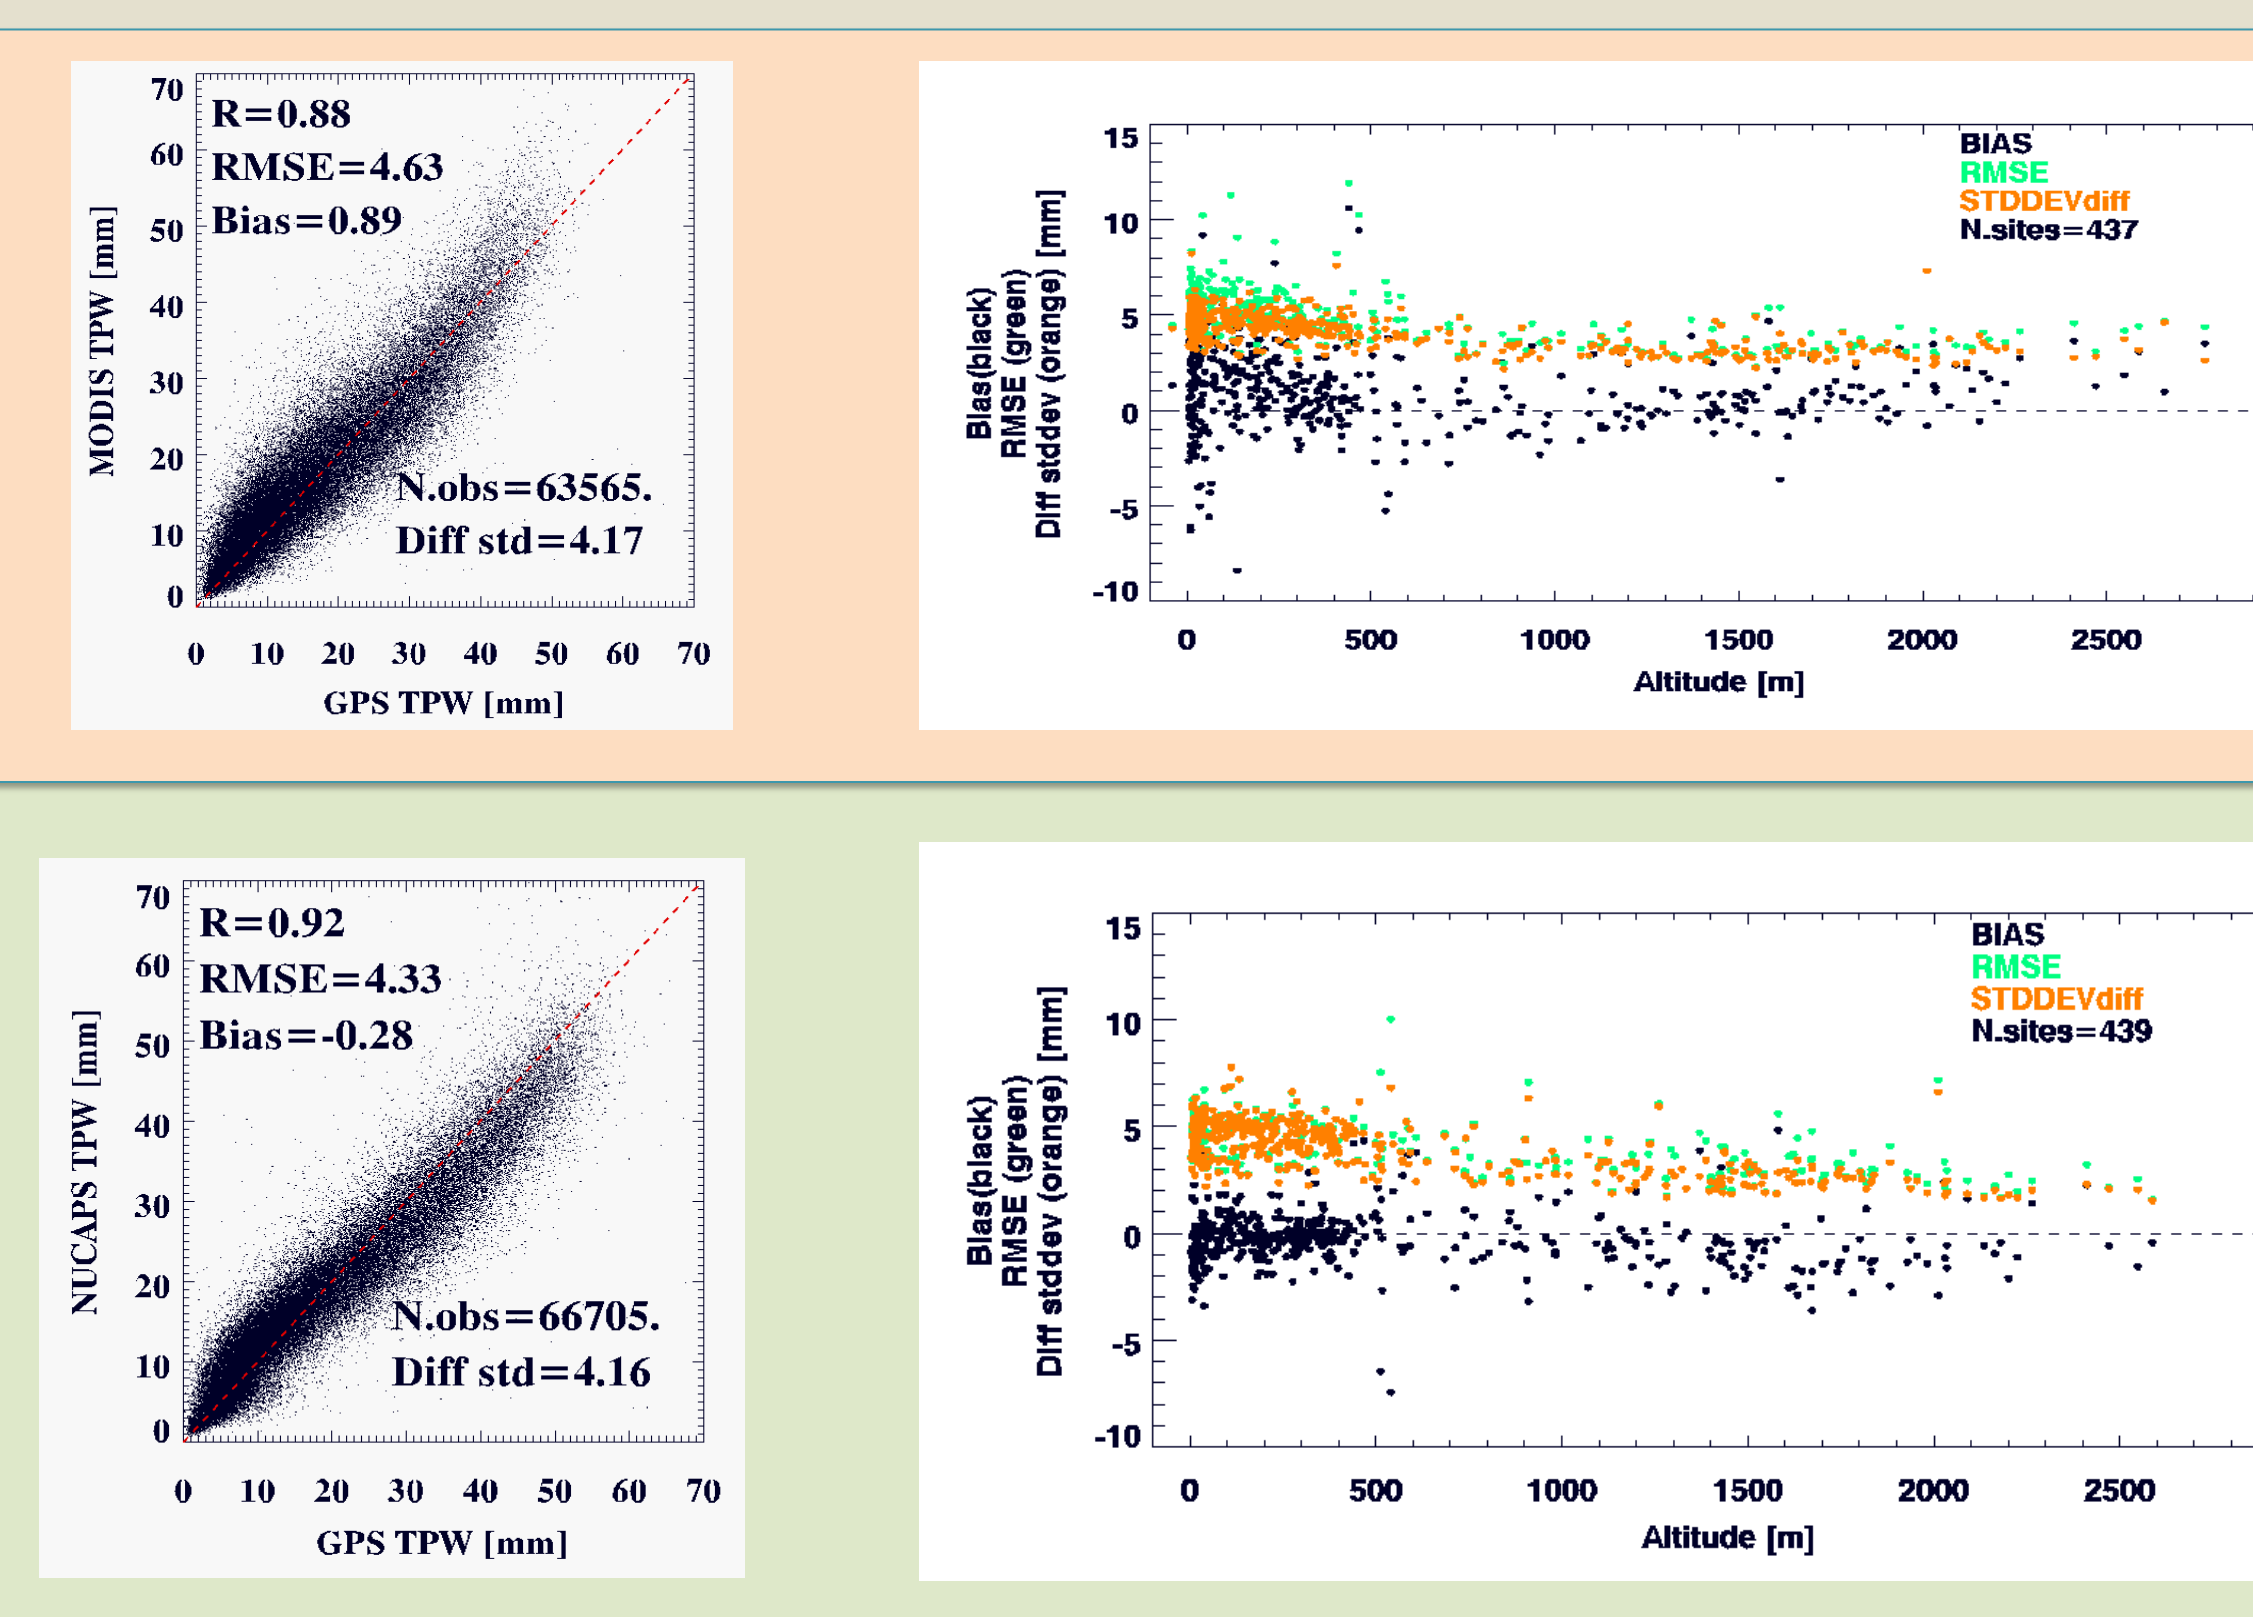 70
60
50
40
30
20
10
0
MODIS TPW [mm]
R=0.88
RMSE=4.63
Bias=0.89
N.obs=63565.
Diff std=4.17
0 10 20 30 40 50 60 70
GPS TPW [mm]
15
10
5
0
-5
-10
Bias(black)
RMSE (green)
Diff stddev (orange) [mm]
BIAS
RMSE
STDDEVdiff
N.sites=437
0 500 1000 1500 2000 2500
Altitude [m]
70
60
50
40
30
20
10
0
NUCAPS TPW [mm]
R=0.92
RMSE=4.33
Bias=-0.28
N.obs=66705.
Diff std=4.16
0 10 20 30 40 50 60 70
GPS TPW [mm]
15
10
5
0
-5
-10
Bias(black)
RMSE (green)
Diff stddev (orange) [mm]
BIAS
RMSE
STDDEVdiff
N.sites=439
0 500 1000 1500 2000 2500
Altitude [m]